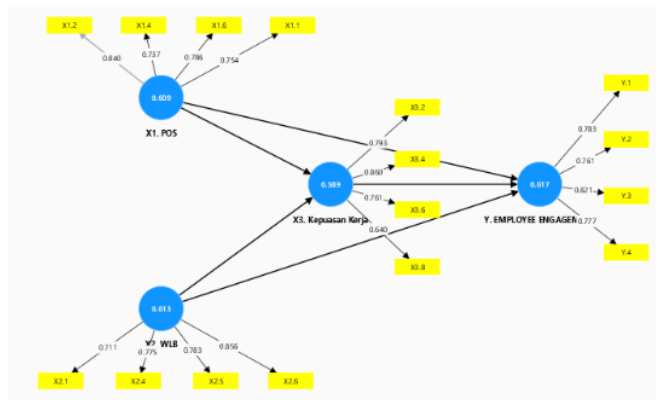 X1.2 X1.4 X1.6 X1.1
0.840 0.737 0.786 0.754
0.609
X1. POS
X3.2
0.793
X3.4
0.860
0.589
X3. Kepuasan Kerja
0.761
X3.6
0.640
X3.8
Y.1
0.783
Y.2
0.761
0.617
Y. EMPLOYEE ENGAGEM
0.821
Y.3
0.777
Y.4
0.613
X2. WLB
0.711 0.775 0.783 0.856
X2.1 X2.4 X2.5 X2.6